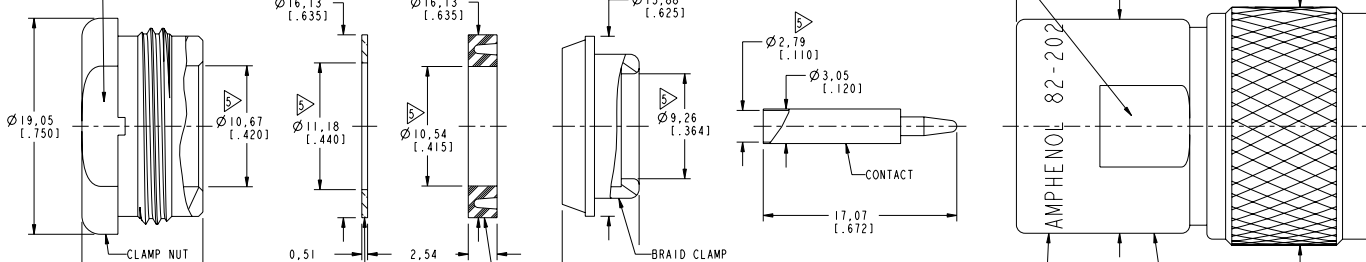 Ø19,05
[.750]
CLAMP NUT
5
Ø10,67
[.420]
Ø16,13
[.635]
5
Ø11,18
[.440]
0,51
Ø16,13
[.635]
5
Ø10,54
[.415]
2,54
[.625]
5
Ø9,26
[.364]
BRAID CLAMP
5
Ø2,79
[.110]
Ø3,05
[.120]
CONTACT
17,07
[.672]
AMPHENOL 82-202